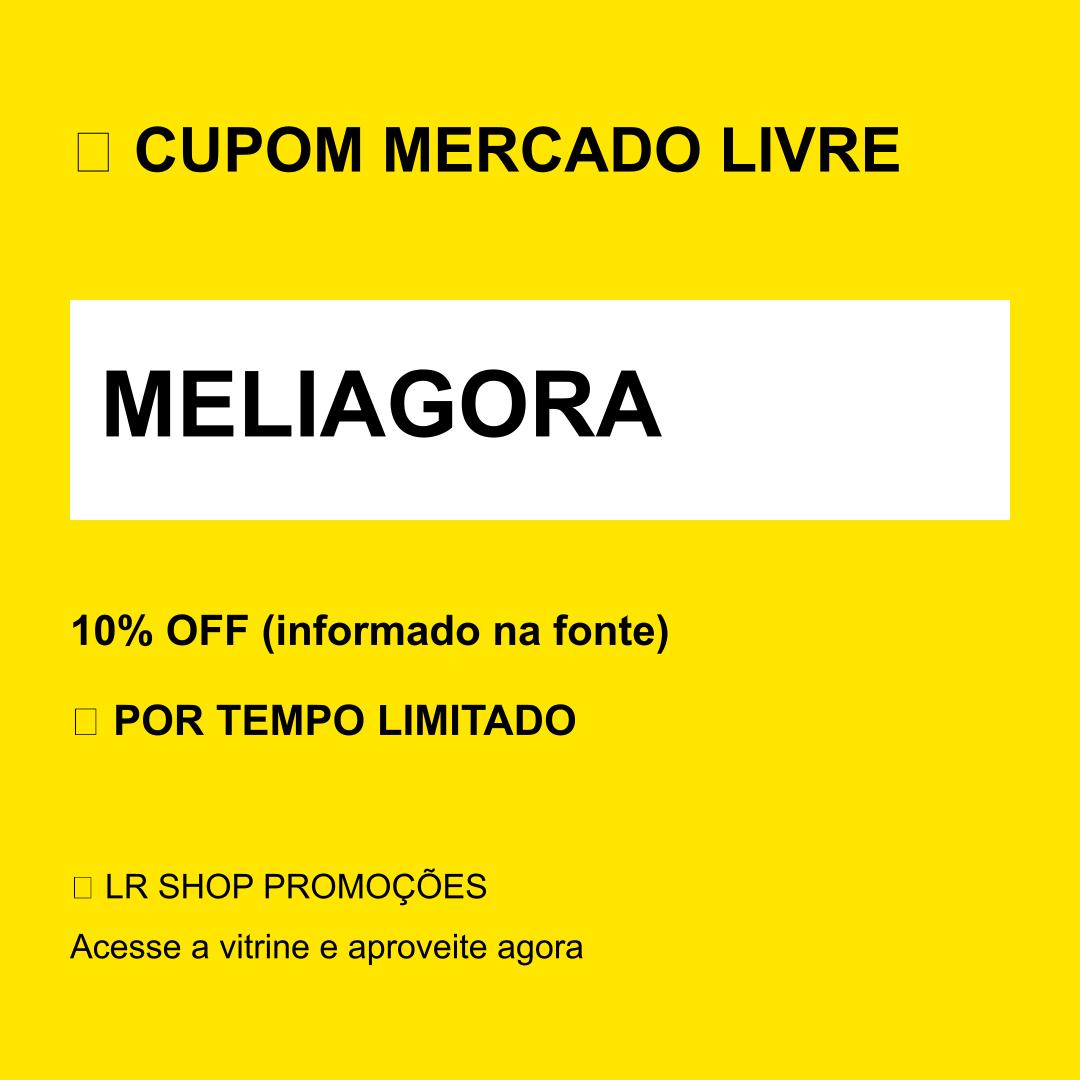 CUPOM MERCADO LIVRE
MELIAGORA
10% OFF (informado na fonte)
POR TEMPO LIMITADO
LR SHOP PROMOÇÕES
Acesse a vitrine e aproveite agora